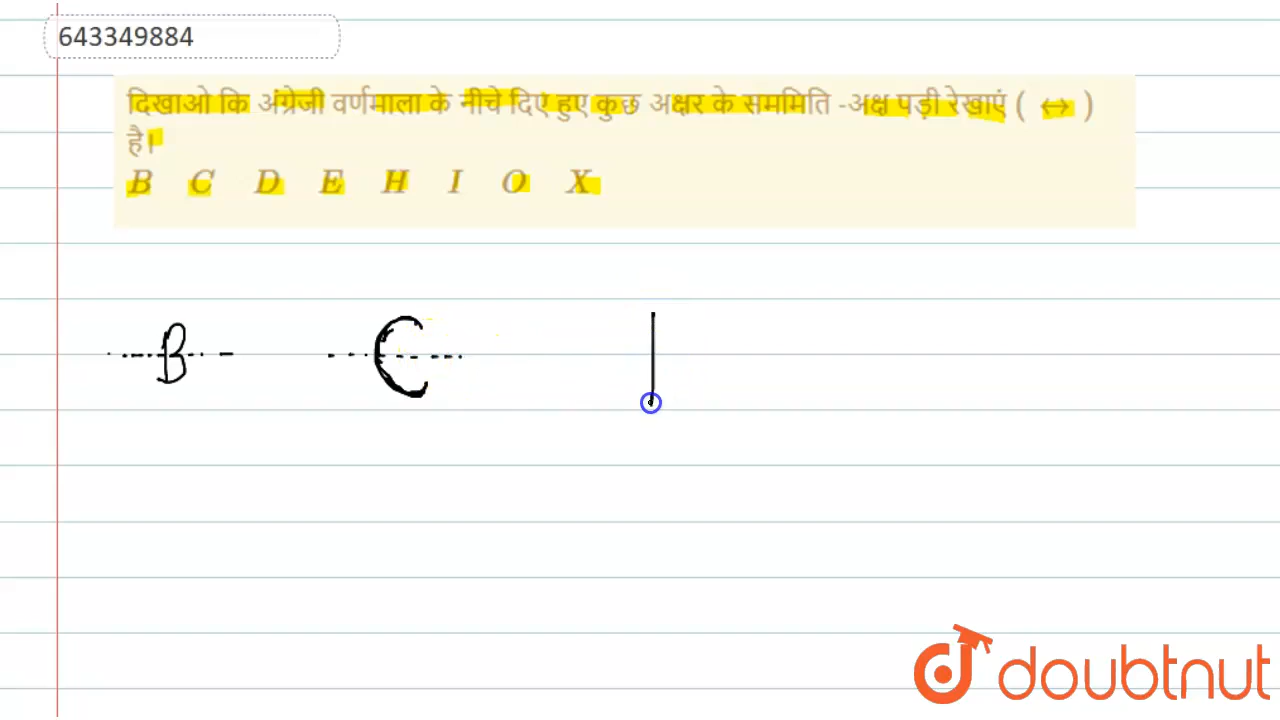 643349884
दिखाओ कि अंग्रेजी वर्णमाला के नीचे दिए हुए कुछ अक्षर के सममिति -अक्ष पड़ी रेखाएं ( ↔ )
है।
B C D E H I O X
B C
doubtnut